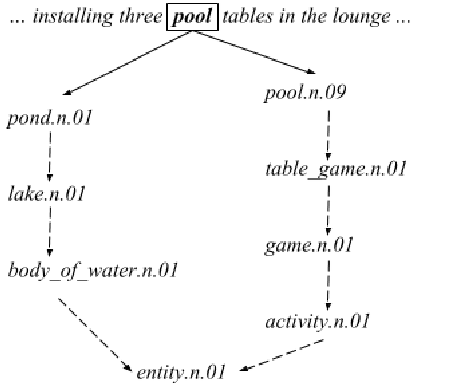 ... installing three pool tables in the lounge ...
pool.n.09
pond.n.01
table_game.n.01
lake.n.01
game.n.01
body_of_water.n.01
activity.n.01
entity.n.01